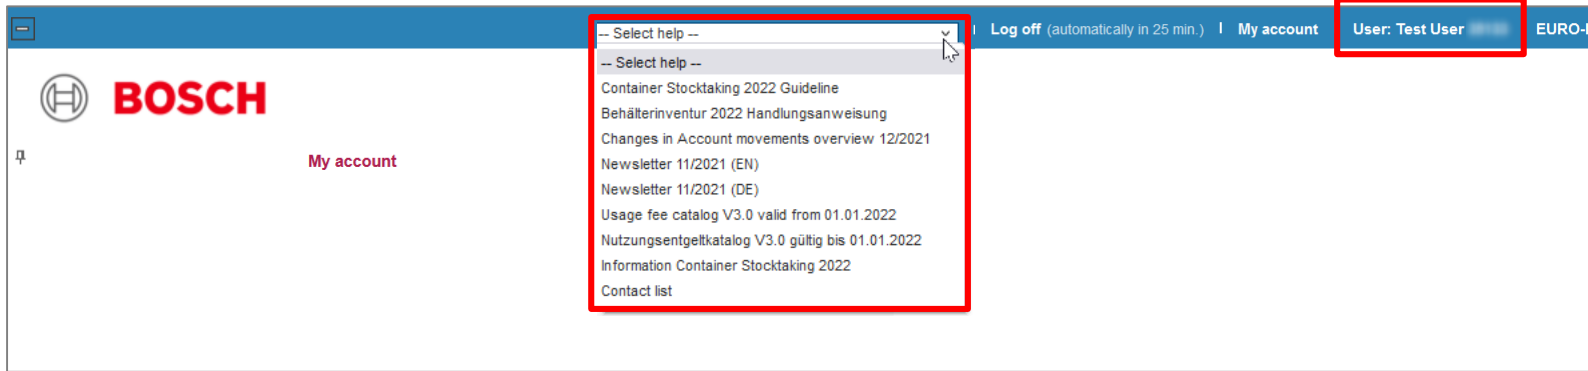 -- Select help -- | Log off (automatically in 25 min.) | My account User: Test User EURO-
-- Select help --
Container Stocktaking 2022 Guideline
BOSCH
Behälterinventur 2022 Handlungsanweisung
Changes in Account movements overview 12/2021
My account
Newsletter 11/2021 (EN)
Newsletter 11/2021 (DE)
Usage fee catalog V3.0 valid from 01.01.2022
Nutzungsentgeltkatalog V3.0 gültig bis 01.01.2022
Information Container Stocktaking 2022
Contact list